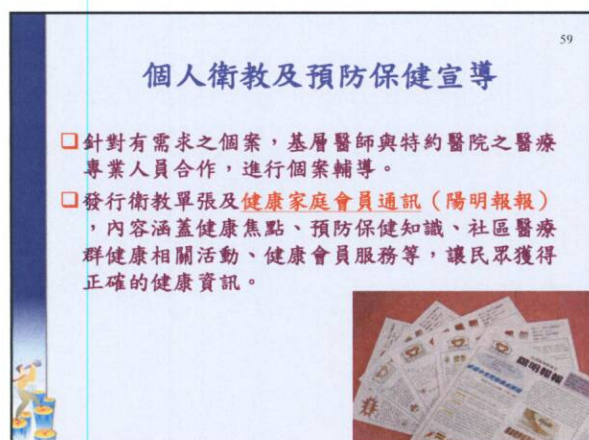 59
個人衛教及預防保健宣導
❑針對有需求之個案，基層醫師與特約醫院之醫療
專業人員合作，進行個案輔導。
❑發行衛教單張及健康家庭會員通訊（陽明報報）
，內容涵蓋健康焦點、預防保健知識、社區醫療
群健康相關活動、健康會員服務等，讓民眾獲得
正確的健康資訊。
陽明報報